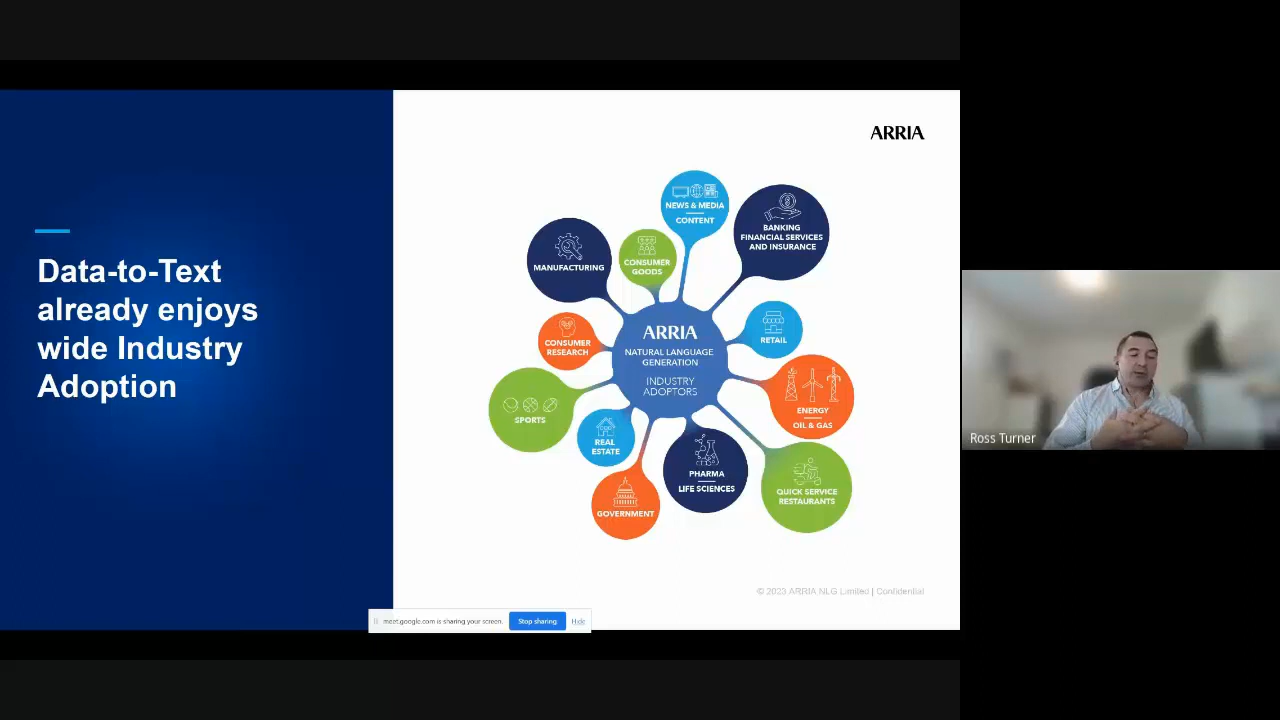 Data-to-Text
already enjoys
wide Industry
Adoption
ARRIA
NEWS & MEDIA
CONTENT
BANKING
FINANCIAL SERVICES
AND INSURANCE
MANUFACTURING
CONSUMER
GOODS
ARRIA
NATURAL LANGUAGE
GENERATION
INDUSTRY
ADOPTORS
RETAIL
CONSUMER
RESEARCH
ENERGY
OIL & GAS
SPORTS
REAL
ESTATE
PHARMA
LIFE SCIENCES
QUICK SERVICE
RESTAURANTS
GOVERNMENT
© 2023 ARRIA NLG Limited | Confidential
meet.google.com is sharing your screen.
Stop sharing
Hide
Ross Turner